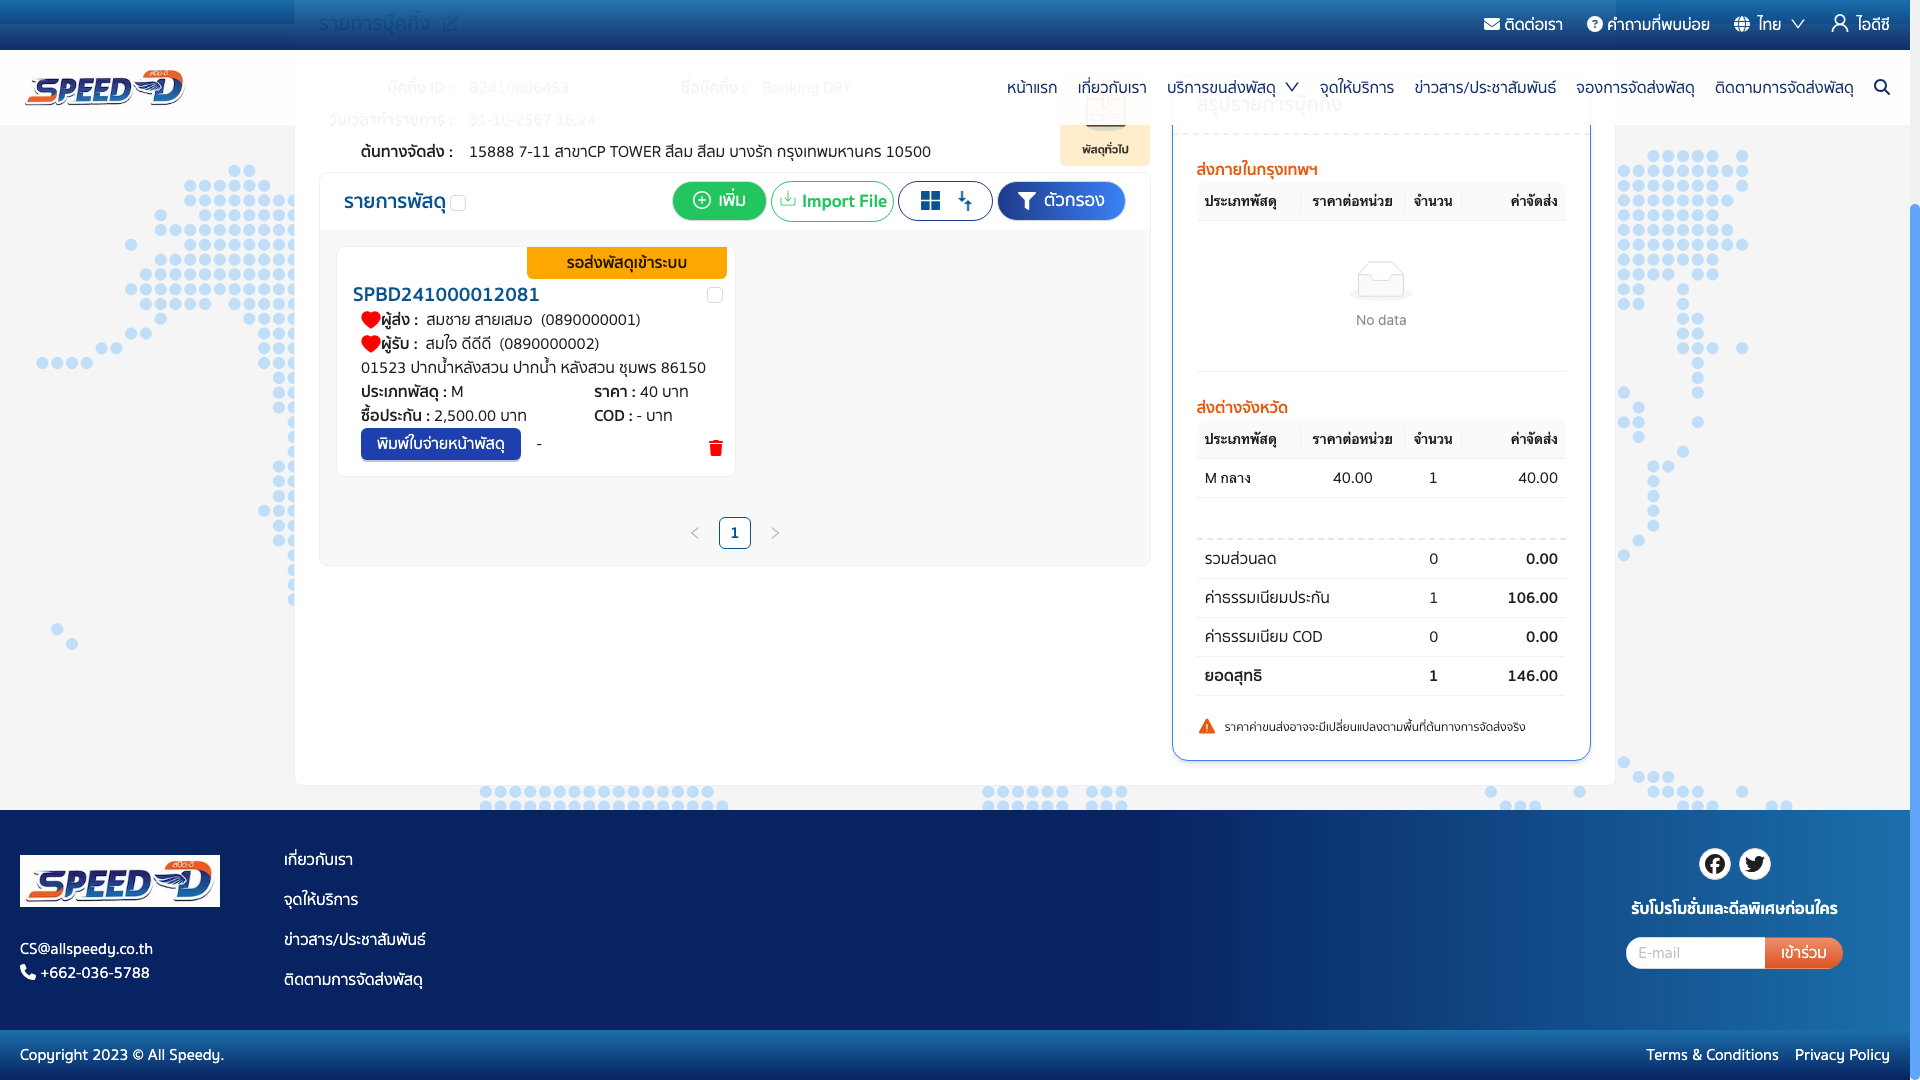 รายการบุ๊คกิ้ง
ติดต่อเรา
คำถามที่พบบ่อย
ไทย
ไอดีซี
SPEED-D
สปีด-ดี
หน้าแรก
เกี่ยวกับเรา
บริการขนส่งพัสดุ
จุดให้บริการ
ข่าวสาร/ประชาสัมพันธ์
จองการจัดส่งพัสดุ
ติดตามการจัดส่งพัสดุ
บุ๊คกิ้ง ID : B2410006453
ชื่อบุ๊คกิ้ง : Booking DRY
วันเวลาทำรายการ : 31-10-2567 16:24
ต้นทางจัดส่ง : 15888 7-11 สาขาCP TOWER สีลม สีลม บางรัก กรุงเทพมหานคร 10500
พัสดุทั่วไป
รายการพัสดุ
เพิ่ม
Import File
ตัวกรอง
รอส่งพัสดุเข้าระบบ
SPBD241000012081
ผู้ส่ง : สมชาย สายเสมอ (0890000001)
ผู้รับ : สมใจ ดีดีดี (0890000002)
01523 ปากน้ำหลังสวน ปากน้ำ หลังสวน ชุมพร 86150
ประเภทพัสดุ : M ราคา : 40 บาท
ซื้อประกัน : 2,500.00 บาท COD : - บาท
พิมพ์ใบจ่ายหน้าพัสดุ -
1
สรุปรายการบุ๊คกิ้ง
ส่งภายในกรุงเทพฯ
ประเภทพัสดุ ราคาต่อหน่วย จำนวน ค่าจัดส่ง
No data
ส่งต่างจังหวัด
ประเภทพัสดุ ราคาต่อหน่วย จำนวน ค่าจัดส่ง
M กลาง 40.00 1 40.00
รวมส่วนลด 0 0.00
ค่าธรรมเนียมประกัน 1 106.00
ค่าธรรมเนียม COD 0 0.00
ยอดสุทธิ 1 146.00
ราคาค่าขนส่งอาจจะมีเปลี่ยนแปลงตามพื้นที่ต้นทางการจัดส่งจริง
SPEED-D
สปีด-ดี
CS@allspeedy.co.th
+662-036-5788
เกี่ยวกับเรา
จุดให้บริการ
ข่าวสาร/ประชาสัมพันธ์
ติดตามการจัดส่งพัสดุ
รับโปรโมชั่นและดีลพิเศษก่อนใคร
E-mail
เข้าร่วม
Copyright 2023 © All Speedy.
Terms & Conditions
Privacy Policy